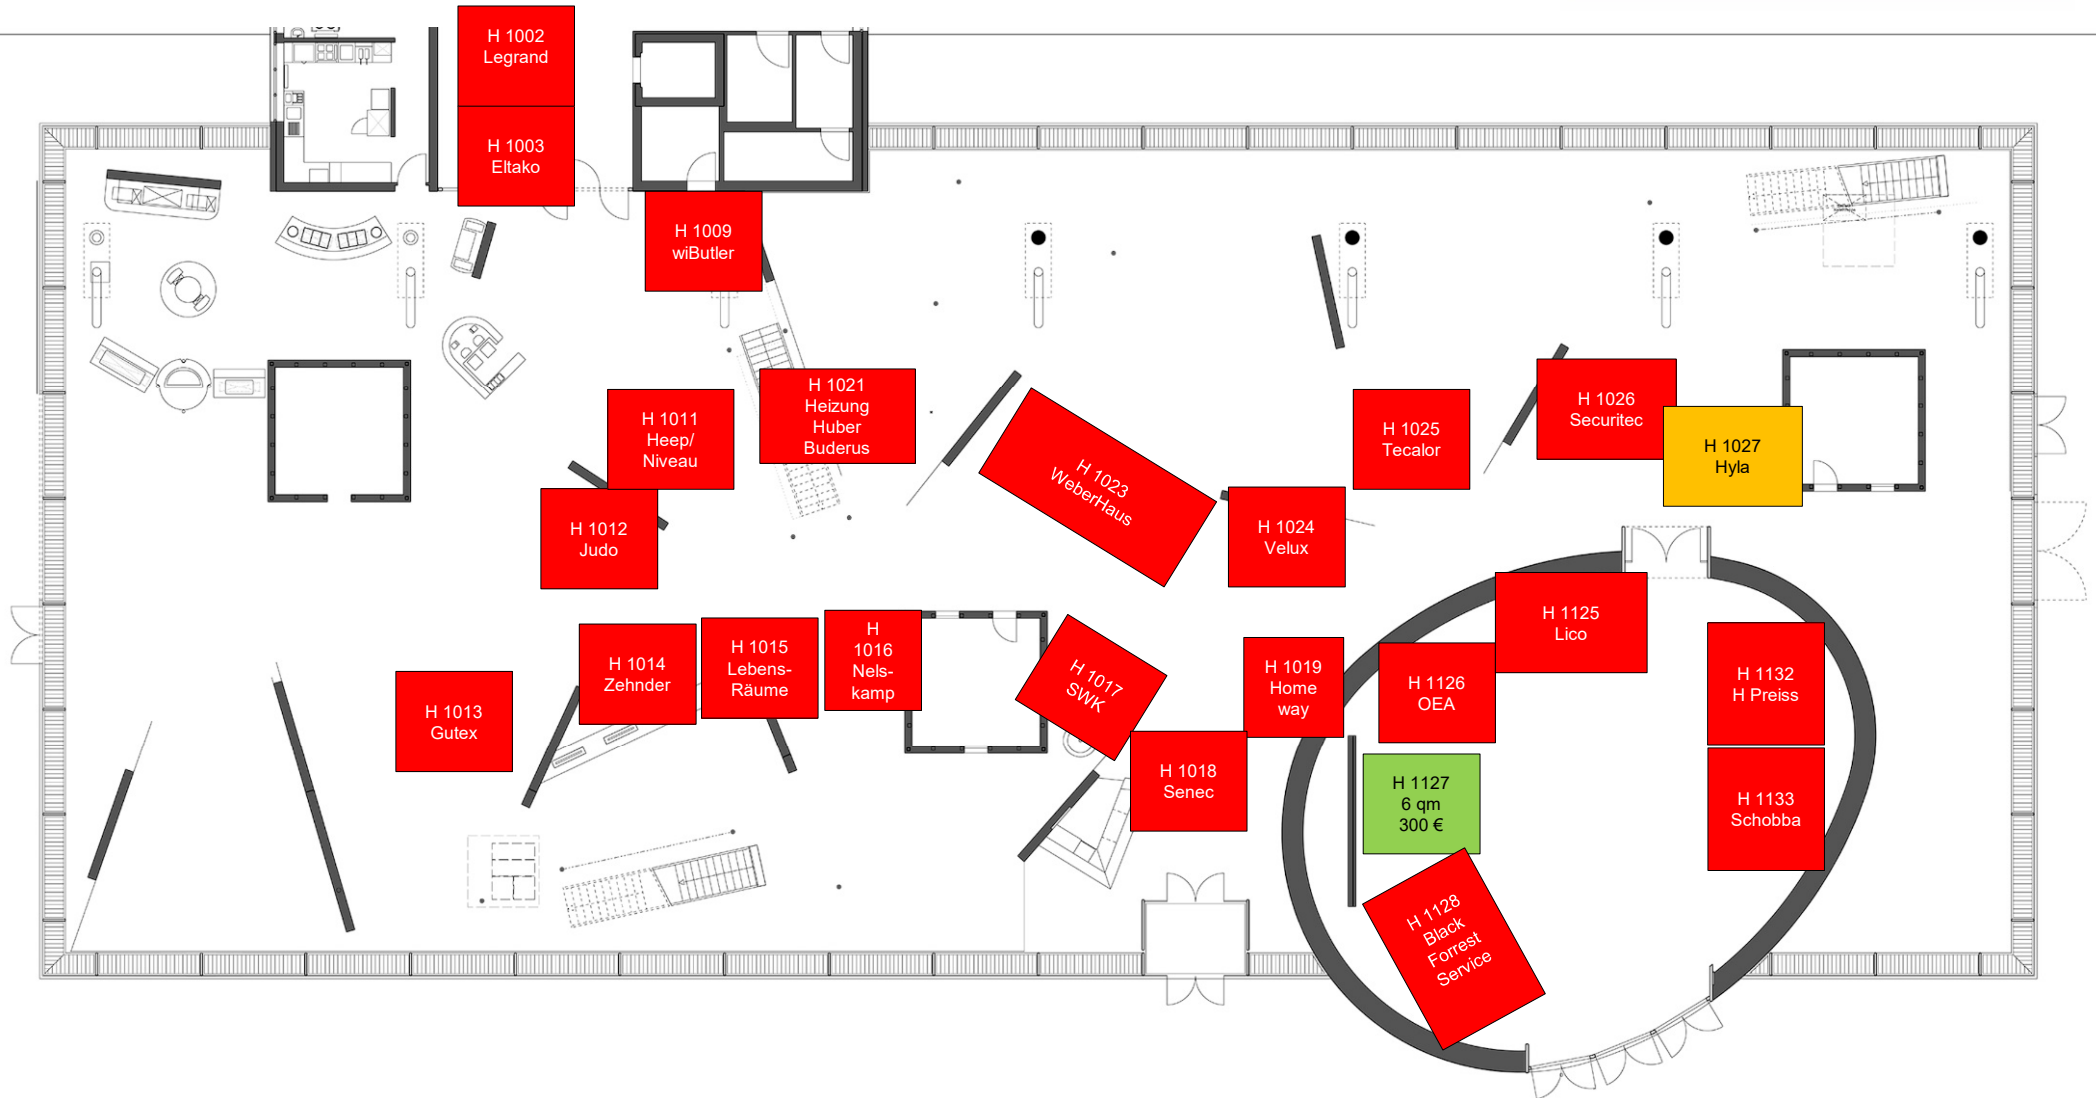 H 1002
Legrand
H 1003
Eltako
H 1009
wiButler
H 1021
Heizung
Huber
Buderus
H 1011
Heep/
Niveau
H 1012
Judo
H 1023
WeberHaus
H 1024
Velux
H 1025
Tecalor
H 1026
Securitec
H 1027
Hyla
H 1013
Gutex
H 1014
Zehnder
H 1015
Lebens-
Räume
H
1016
Nels-
kamp
H 1017
SWK
H 1018
Senec
H 1019
Home
way
H 1125
Lico
H 1126
OEA
H 1127
6 qm
300 €
H 1128
Black
Forrest
Service
H 1132
H Preiss
H 1133
Schobba